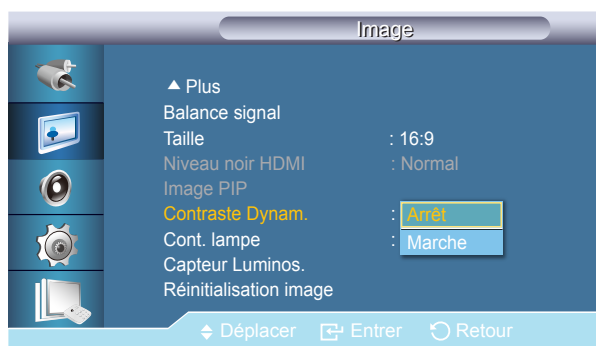 Image
▲ Plus
Balance signal
Taille : 16:9
Niveau noir HDMI : Normal
Image PIP
Contraste Dynam. : Arrêt
Cont. lampe : Marche
Capteur Luminos.
Réinitialisation image
Déplacer Entrer Retour